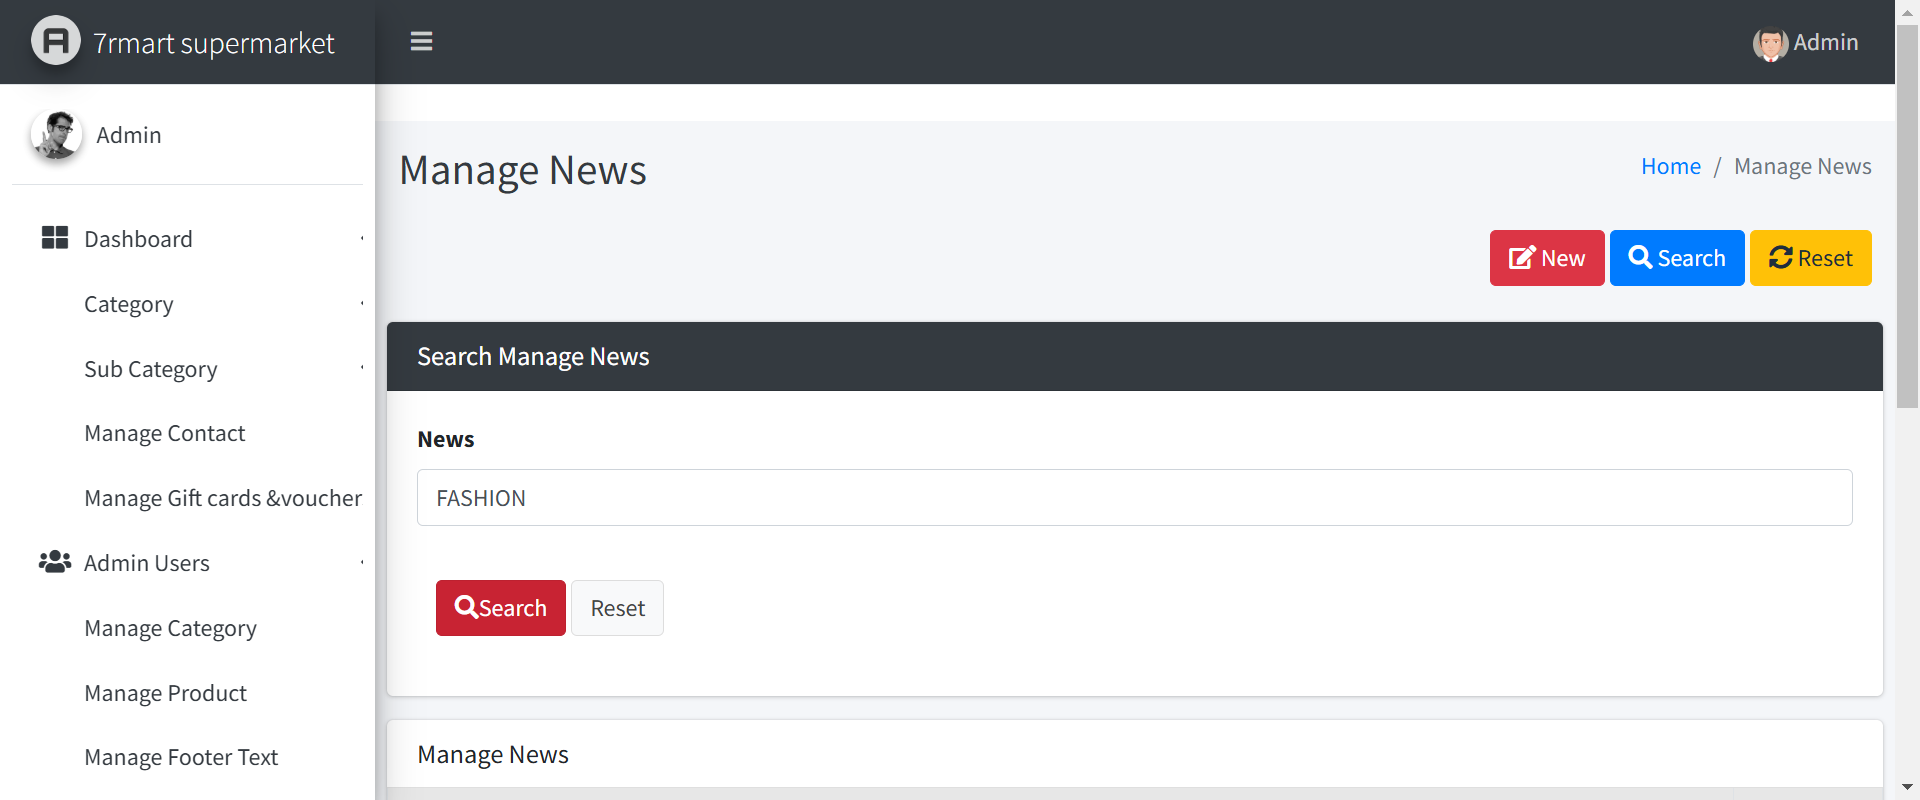 7rmart supermarket
Admin
Admin
Dashboard
Category
Sub Category
Manage Contact
Manage Gift cards &voucher
Admin Users
Manage Category
Manage Product
Manage Footer Text
Manage News
Home / Manage News
New
Search
Reset
Search Manage News
News
FASHION
Search
Reset
Manage News